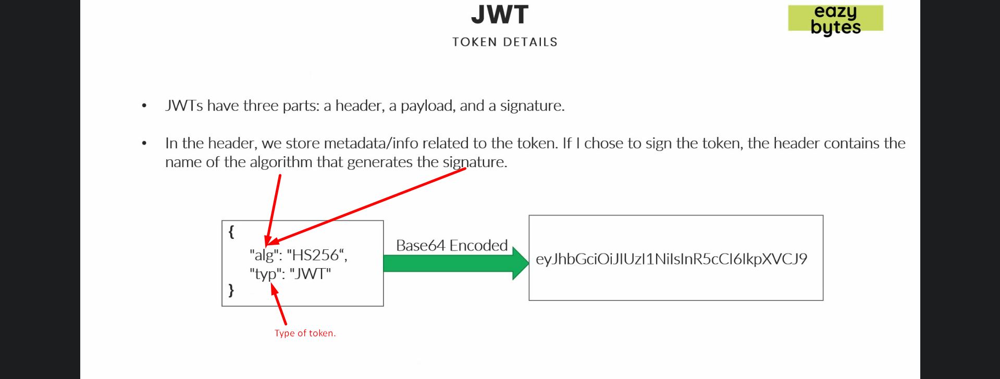 JWT
eazy
bytes
TOKEN DETAILS
• JWTs have three parts: a header, a payload, and a signature.
• In the header, we store metadata/info related to the token. If I chose to sign the token, the header contains the
name of the algorithm that generates the signature.
{
"alg": "HS256“,
"typ": "JWT"
}
Base64 Encoded
eyJhbGciOiJIUzI1NiIsInR5cCI6IkpXVCJ9
Type of token.